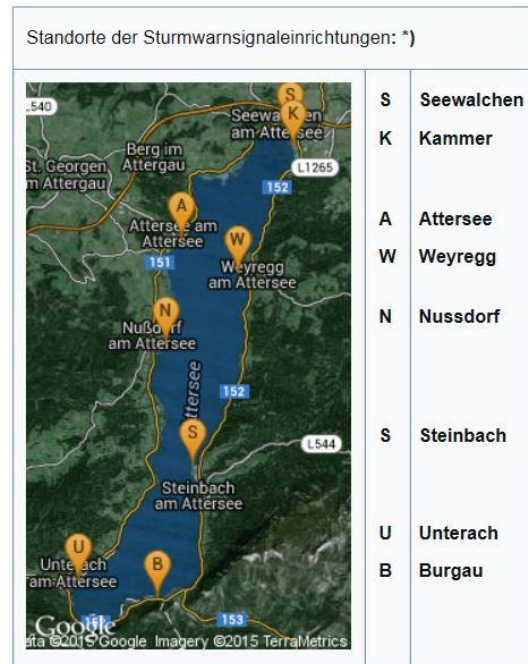 Standorte der Sturmwarnsignaleinrichtungen: *)
S Seewalchen
K Kammer
A Attersee
W Weyregg
N Nussdorf
S Steinbach
U Unterach
B Burgau
L540
S
Seewalchen
am Attersee
K
Berg im
Attergau
St. Georgen
im Attergau
L1265
152
A
Attersee am
Attersee
W
151
Weyregg
am Attersee
N
Nußdorf
am Attersee
Attersee
152
S
L544
Steinbach
am Attersee
U
Unterach
am Attersee
B
Google
153
ata ©2015 Google Imagery ©2015 TerraMetrics